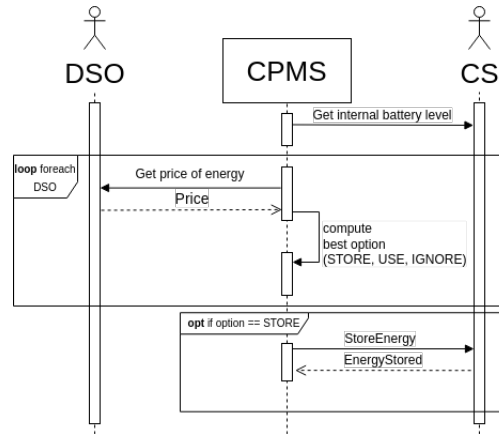 DSO
CPMS
CS
Get internal battery level
loop foreach
DSO
Get price of energy
Price
compute
best option
(STORE, USE, IGNORE)
opt if option == STORE
StoreEnergy
EnergyStored